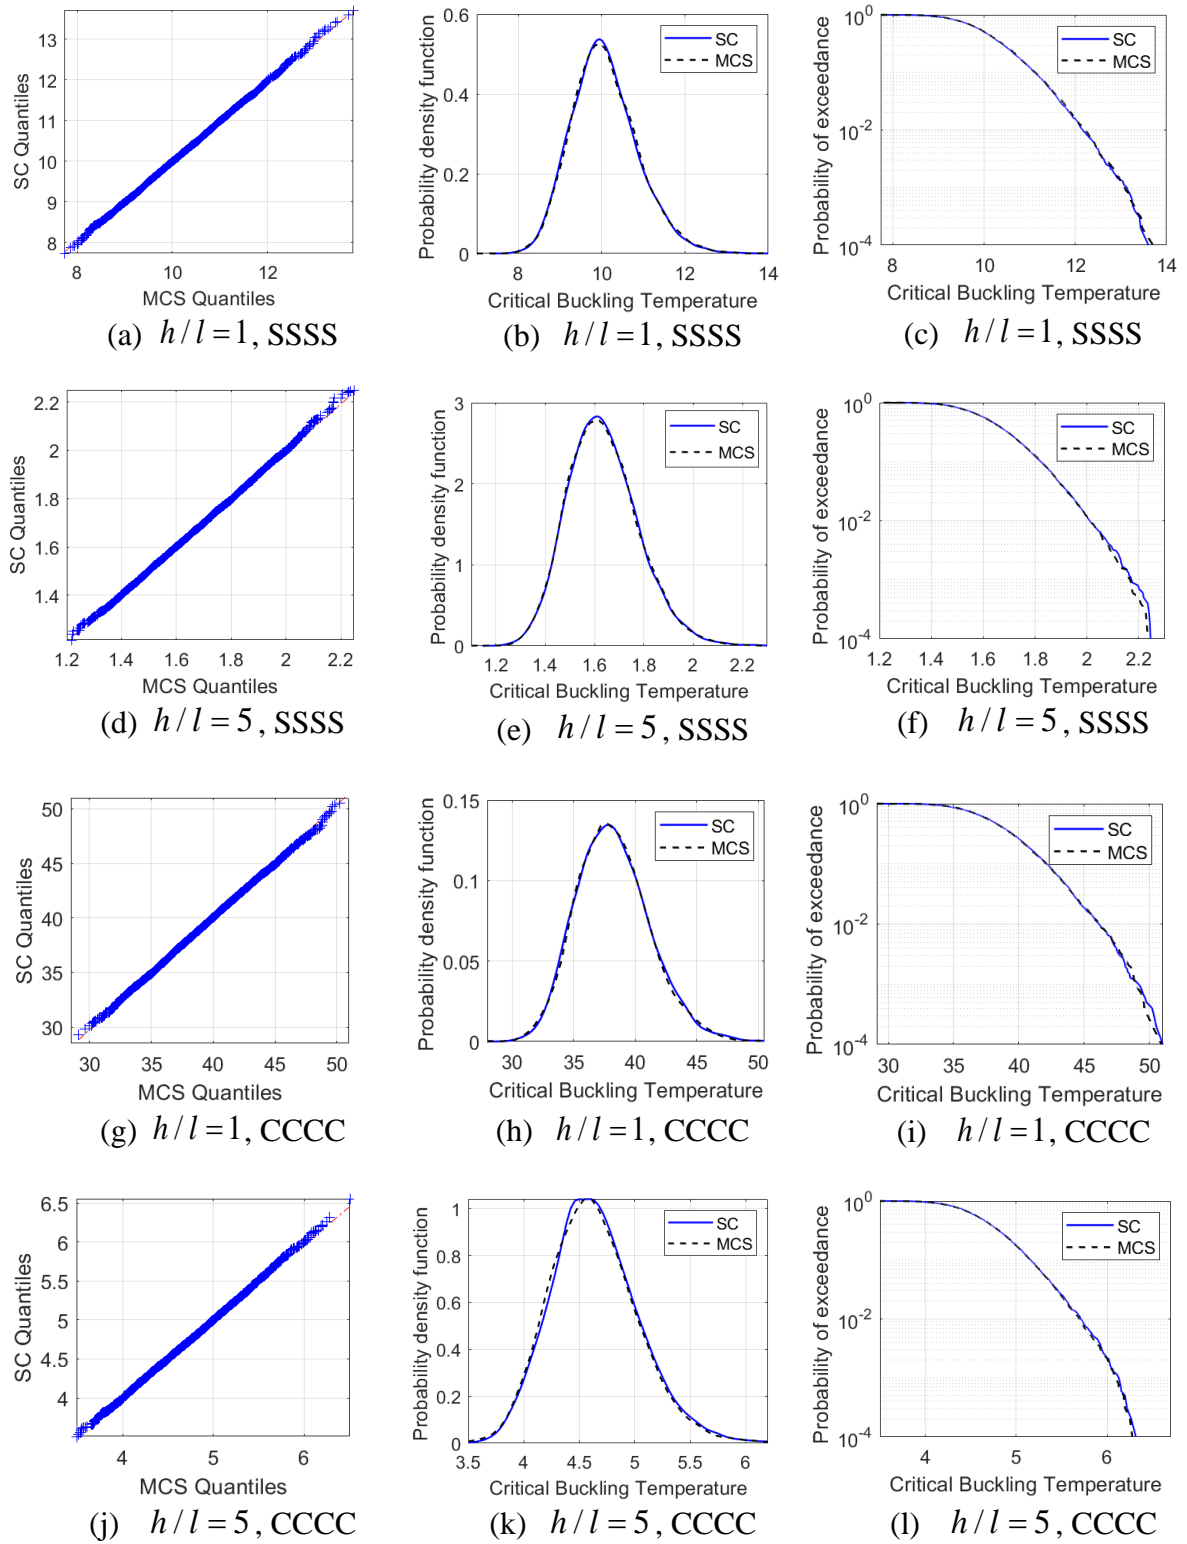 13
12
11
10
9
8
8
10
12
SC Quantiles
MCS Quantiles
(a) h/l=1, SSSS
0.6
0.4
0.2
0
8
10
12
14
Probability density function
Critical Buckling Temperature
SC
MCS
(b) h/l=1, SSSS
10^0
10^-2
10^-4
8
10
12
14
Probability of exceedance
Critical Buckling Temperature
SC
MCS
(c) h/l=1, SSSS
2.2
2
1.8
1.6
1.4
1.2
1.4
1.6
1.8
2
2.2
SC Quantiles
MCS Quantiles
(d) h/l=5, SSSS
3
2
1
0
1.2
1.4
1.6
1.8
2
2.2
Probability density function
Critical Buckling Temperature
SC
MCS
(e) h/l=5, SSSS
10^0
10^-2
10^-4
1.2
1.4
1.6
1.8
2
2.2
Probability of exceedance
Critical Buckling Temperature
SC
MCS
(f) h/l=5, SSSS
50
45
40
35
30
30
35
40
45
50
SC Quantiles
MCS Quantiles
(g) h/l=1, CCCC
0.15
0.1
0.05
0
30
35
40
45
50
Probability density function
Critical Buckling Temperature
SC
MCS
(h) h/l=1, CCCC
10^0
10^-2
10^-4
30
35
40
45
50
Probability of exceedance
Critical Buckling Temperature
SC
MCS
(i) h/l=1, CCCC
6.5
6
5.5
5
4.5
4
4
5
6
SC Quantiles
MCS Quantiles
(j) h/l=5, CCCC
1
0.8
0.6
0.4
0.2
0
3.5
4
4.5
5
5.5
6
Probability density function
Critical Buckling Temperature
SC
MCS
(k) h/l=5, CCCC
10^0
10^-2
10^-4
4
5
6
Probability of exceedance
Critical Buckling Temperature
SC
MCS
(l) h/l=5, CCCC